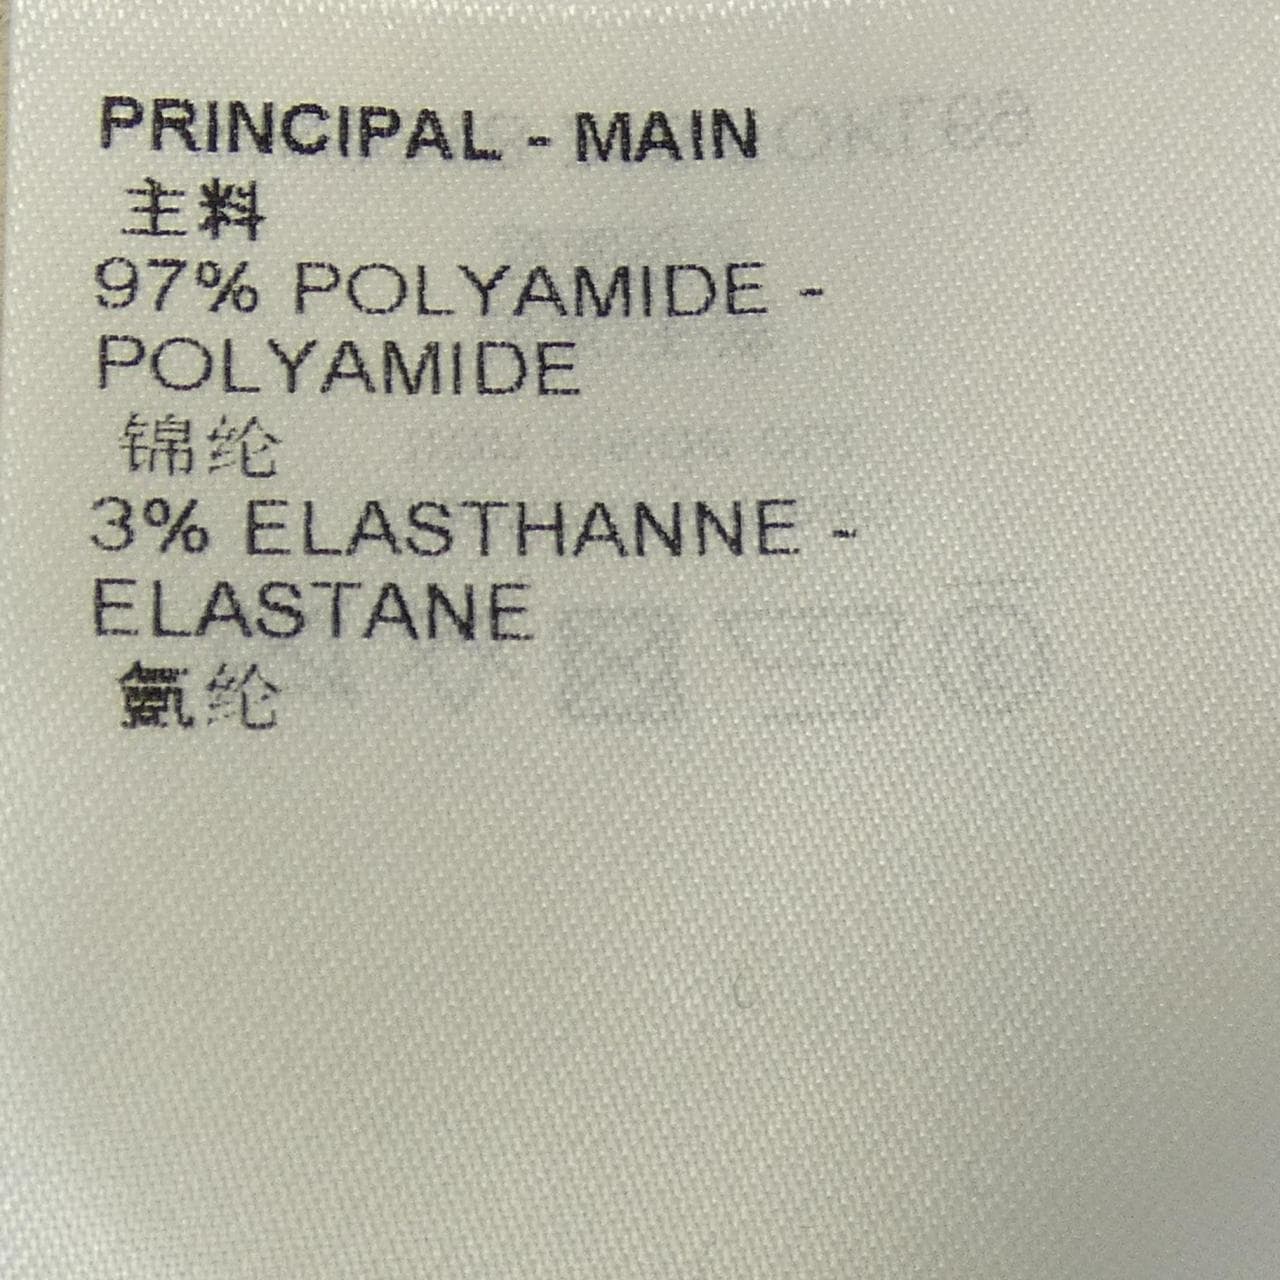 PRINCIPAL - MAIN
主料
97% POLYAMIDE -
POLYAMIDE
锦纶
3% ELASTHANNE -
ELASTANE
氨纶